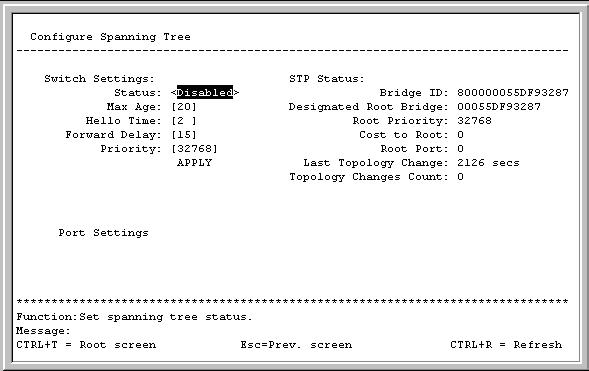 Configure Spanning Tree
--------------------------------------------------------------------------------
Switch Settings: STP Status:
Status: <Disabled> Bridge ID: 800000055DF93287
Max Age: [20] Designated Root Bridge: 00055DF93287
Hello Time: [2 ] Root Priority: 32768
Forward Delay: [15] Cost to Root: 0
Priority: [32768] Root Port: 0
APPLY Last Topology Change: 2126 secs
Topology Changes Count: 0
Port Settings
********************************************************************************
Function:Set spanning tree status.
Message:
CTRL+T = Root screen Esc=Prev. screen CTRL+R = Refresh